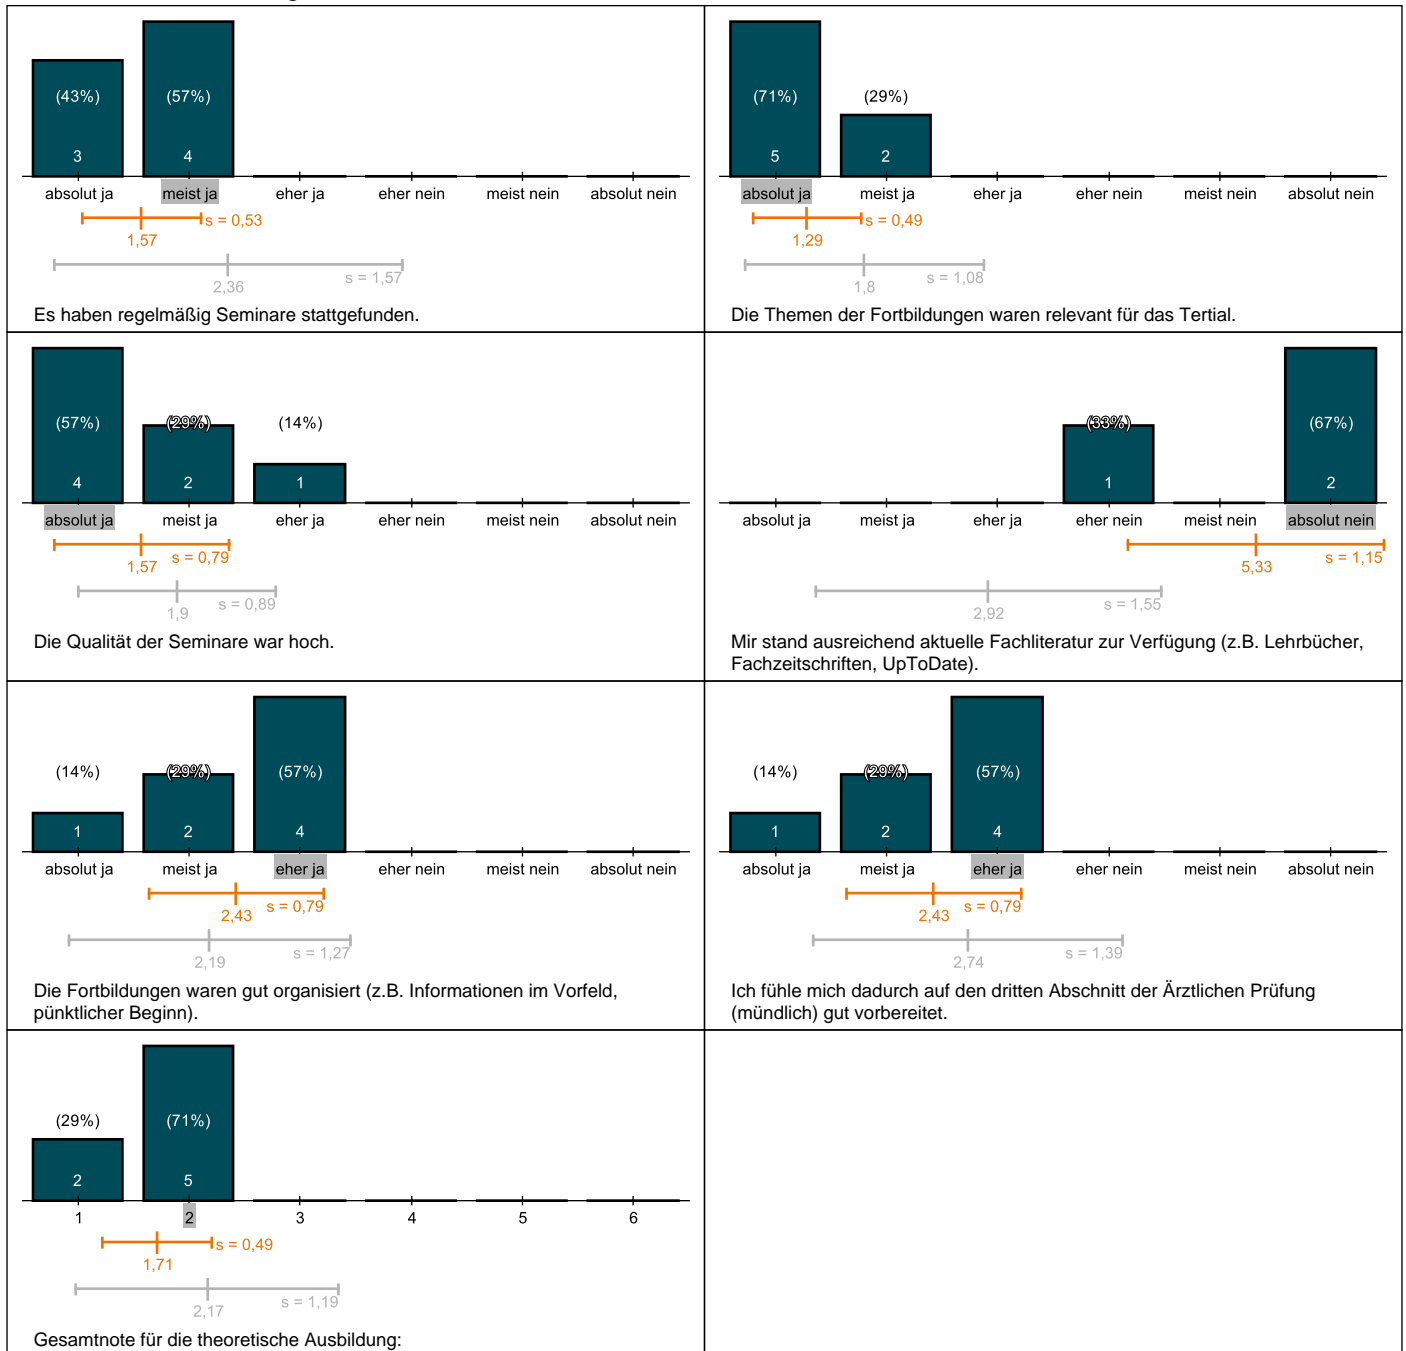 (43%)
(57%)
3
4
absolut ja
meist ja
eher ja
eher nein
meist nein
absolut nein
s = 0,53
1,57
s = 1,57
2,36
Es haben regelmäßig Seminare stattgefunden.
(71%)
(29%)
5
2
absolut ja
meist ja
eher ja
eher nein
meist nein
absolut nein
s = 0,49
1,29
s = 1,08
1,8
Die Themen der Fortbildungen waren relevant für das Tertial.
(57%)
(29%)
(14%)
4
2
1
absolut ja
meist ja
eher ja
eher nein
meist nein
absolut nein
s = 0,79
1,57
s = 0,89
1,9
Die Qualität der Seminare war hoch.
(33%)
(67%)
1
2
absolut ja
meist ja
eher ja
eher nein
meist nein
absolut nein
s = 1,15
5,33
s = 1,55
2,92
Mir stand ausreichend aktuelle Fachliteratur zur Verfügung (z.B. Lehrbücher,
Fachzeitschriften, UpToDate).
(14%)
(29%)
(57%)
1
2
4
absolut ja
meist ja
eher ja
eher nein
meist nein
absolut nein
s = 0,79
2,43
s = 1,27
2,19
Die Fortbildungen waren gut organisiert (z.B. Informationen im Vorfeld,
pünktlicher Beginn).
(14%)
(29%)
(57%)
1
2
4
absolut ja
meist ja
eher ja
eher nein
meist nein
absolut nein
s = 0,79
2,43
s = 1,39
2,74
Ich fühle mich dadurch auf den dritten Abschnitt der Ärztlichen Prüfung
(mündlich) gut vorbereitet.
(29%)
(71%)
2
5
1
2
3
4
5
6
s = 0,49
1,71
s = 1,19
2,17
Gesamtnote für die theoretische Ausbildung: